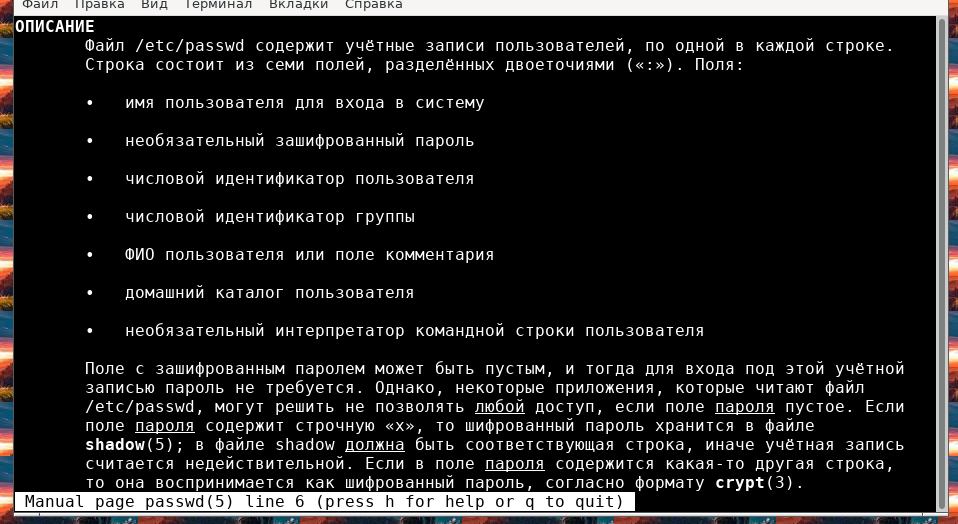 Файл Правка Вид Терминал Вкладки Справка
ОПИСАНИЕ
Файл /etc/passwd содержит учётные записи пользователей, по одной в каждой строке.
Строка состоит из семи полей, разделённых двоеточиями («:»). Поля:
• имя пользователя для входа в систему
• необязательный зашифрованный пароль
• числовой идентификатор пользователя
• числовой идентификатор группы
• ФИО пользователя или поле комментария
• домашний каталог пользователя
• необязательный интерпретатор командной строки пользователя
Поле с зашифрованным паролем может быть пустым, и тогда для входа под этой учётной
записью пароль не требуется. Однако, некоторые приложения, которые читают файл
/etc/passwd, могут решить не позволять любой доступ, если поле пароля пустое. Если
поле пароля содержит строчную «x», то шифрованный пароль хранится в файле
shadow(5); в файле shadow должна быть соответствующая строка, иначе учётная запись
считается недействительной. Если в поле пароля содержится какая-то другая строка,
то она воспринимается как шифрованный пароль, согласно формату crypt(3).
Manual page passwd(5) line 6 (press h for help or q to quit)